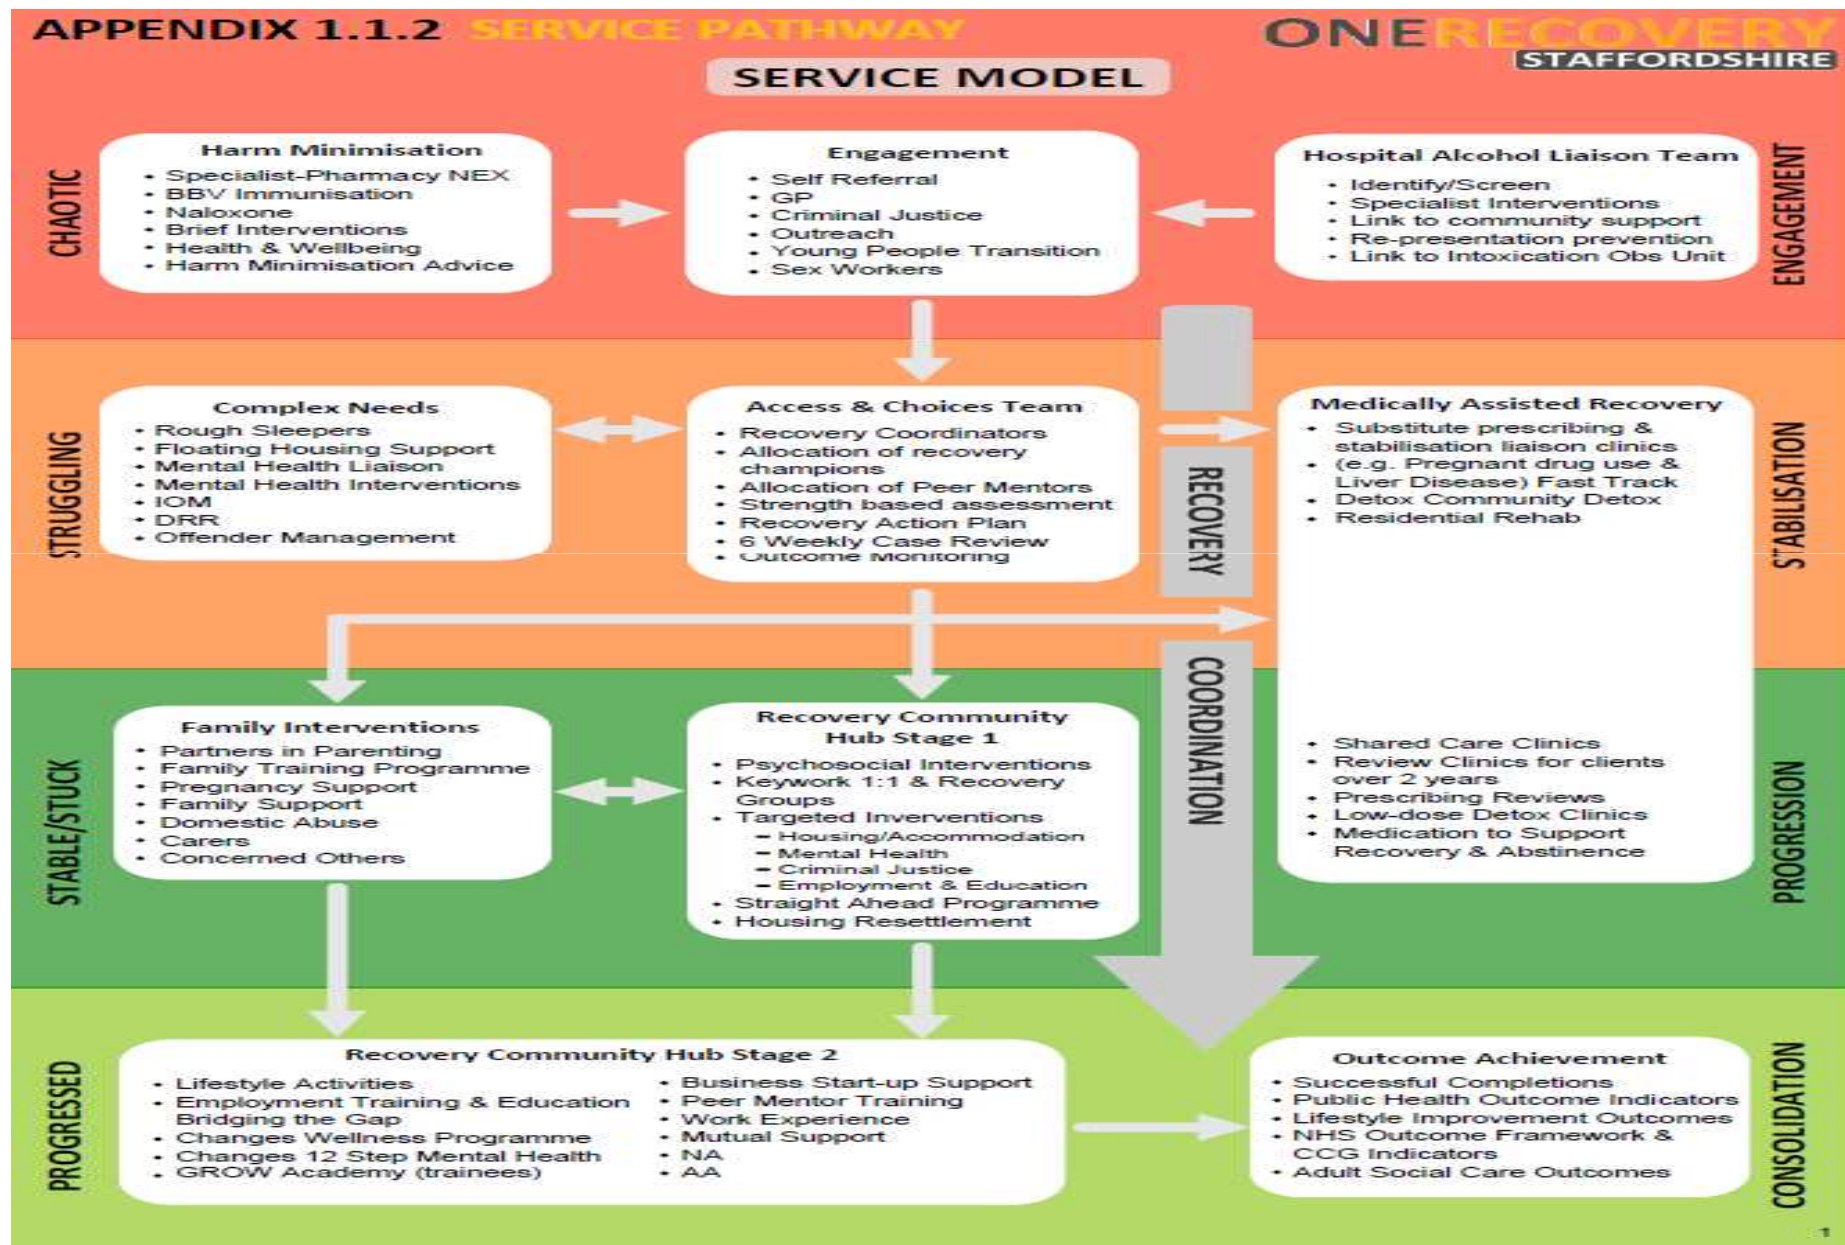 APPENDIX 1.1.2 SERVICE PATHWAY
ONERECOVERY
STAFFORDSHIRE
SERVICE MODEL
CHAOTIC
Harm Minimisation
• Specialist-Pharmacy NEX
• BBV Immunisation
• Naloxone
• Brief Interventions
• Health & Wellbeing
• Harm Minimisation Advice
Engagement
• Self Referral
• GP
• Criminal Justice
• Outreach
• Young People Transition
• Sex Workers
Hospital Alcohol Liaison Team
• Identify/Screen
• Specialist Interventions
• Link to community support
• Re-presentation prevention
• Link to Intoxication Obs Unit
ENGAGEMENT
STRUGGLING
Complex Needs
• Rough Sleepers
• Floating Housing Support
• Mental Health Liaison
• Mental Health Interventions
• IOM
• DRR
• Offender Management
Access & Choices Team
• Recovery Coordinators
• Allocation of recovery
champions
• Allocation of Peer Mentors
• Strength based assessment
• Recovery Action Plan
• 6 Weekly Case Review
• Outcome Monitoring
RECOVERY
COORDINATION
Medically Assisted Recovery
• Substitute prescribing &
stabilisation liaison clinics
• (e.g. Pregnant drug use &
Liver Disease) Fast Track
• Detox Community Detox
• Residential Rehab
• Shared Care Clinics
• Review Clinics for clients
over 2 years
• Prescribing Reviews
• Low-dose Detox Clinics
• Medication to Support
Recovery & Abstinence
STABILISATION
STABLE/STUCK
Family Interventions
• Partners in Parenting
• Family Training Programme
• Pregnancy Support
• Family Support
• Domestic Abuse
• Carers
• Concerned Others
Recovery Community
Hub Stage 1
• Psychosocial Interventions
• Keywork 1:1 & Recovery
Groups
• Targeted Inverventions
– Housing/Accommodation
– Mental Health
– Criminal Justice
– Employment & Education
• Straight Ahead Programme
• Housing Resettlement
PROGRESSION
PROGRESSED
Recovery Community Hub Stage 2
• Lifestyle Activities
• Employment Training & Education
Bridging the Gap
• Changes Wellness Programme
• Changes 12 Step Mental Health
• GROW Academy (trainees)
• Business Start-up Support
• Peer Mentor Training
• Work Experience
• Mutual Support
• NA
• AA
Outcome Achievement
• Successful Completions
• Public Health Outcome Indicators
• Lifestyle Improvement Outcomes
• NHS Outcome Framework &
CCG Indicators
• Adult Social Care Outcomes
CONSOLIDATION
1